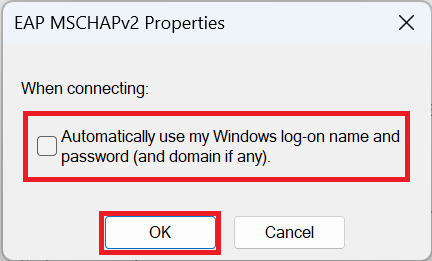 EAP MSCHAPv2 Properties
When connecting:
Automatically use my Windows log-on name and
password (and domain if any).
OK
Cancel